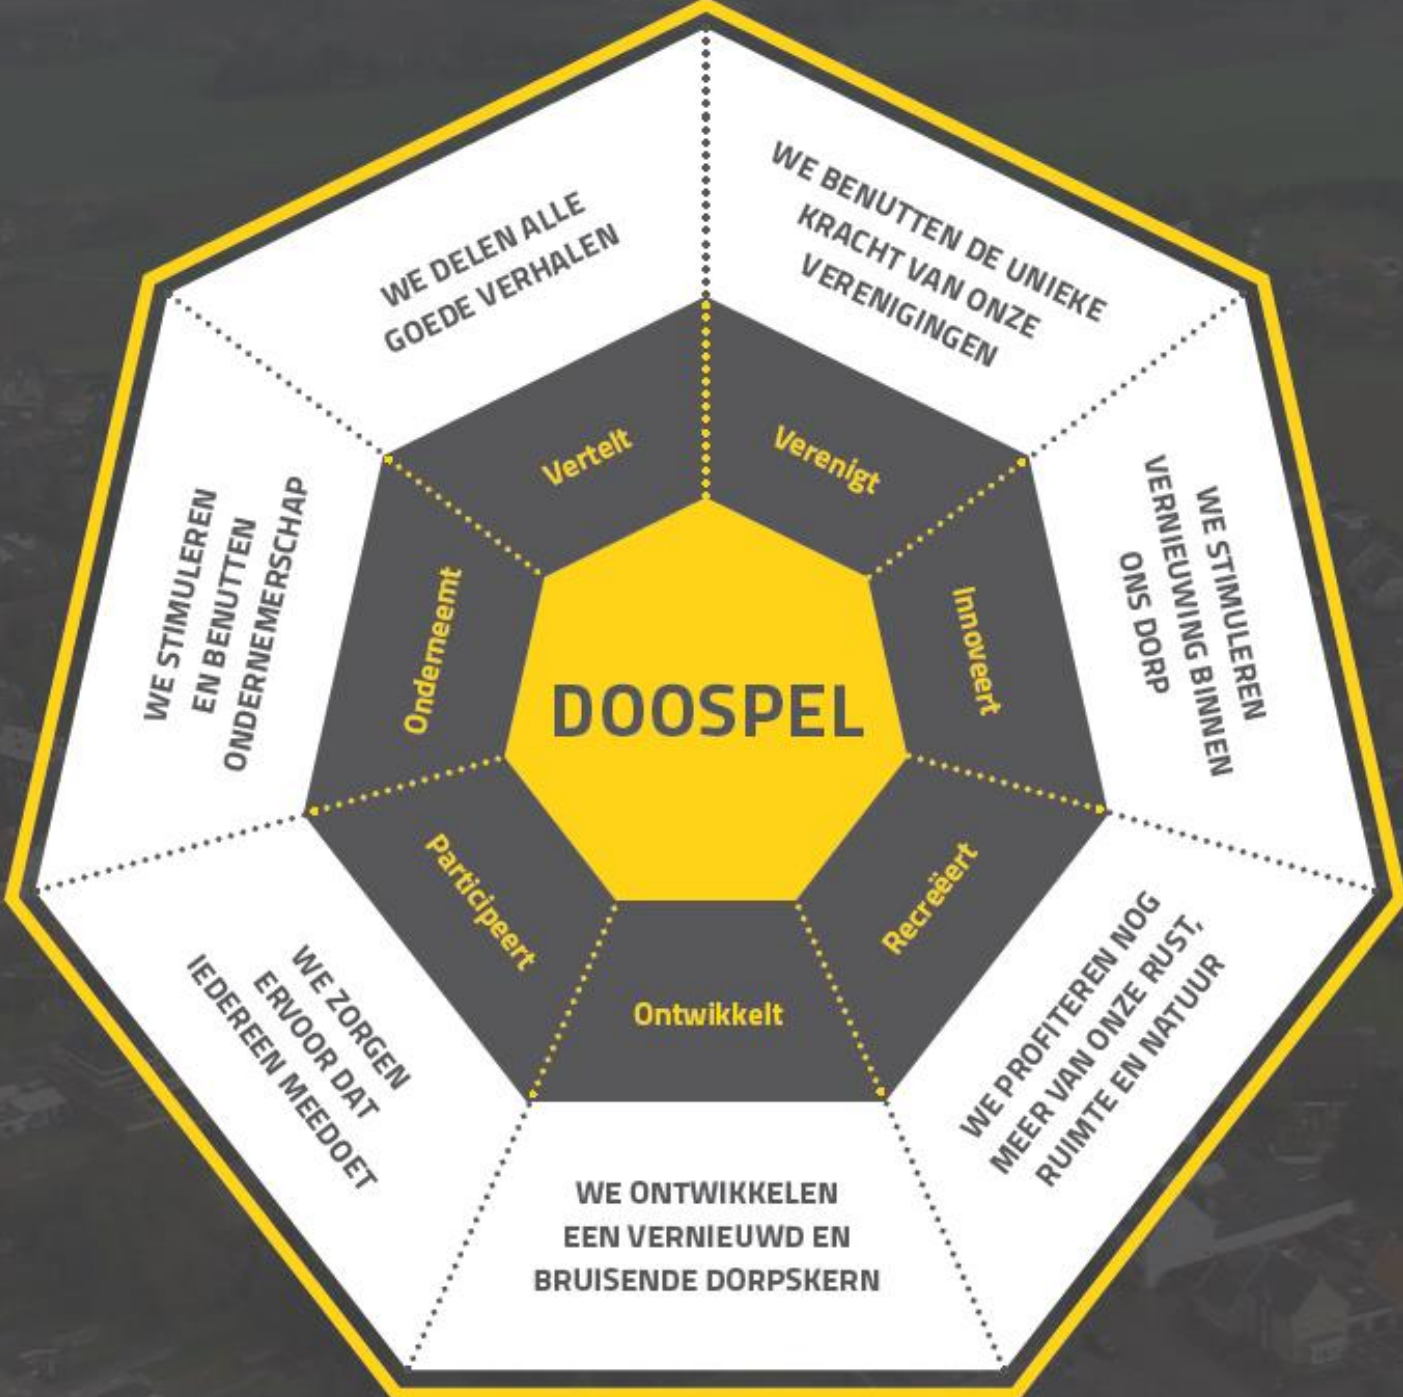 DOOSPEL
Verenigt
WE BENUTTEN DE UNIEKE
KRACHT VAN ONZE
VERENIGINGEN
Innoveert
WE STIMULEREN
VERNIEUWING BINNEN
ONS DORP
Recreëert
WE PROFITEREN NOG
MEER VAN ONZE RUST,
RUIMTE EN NATUUR
Ontwikkelt
WE ONTWIKKELEN
EEN VERNIEUWD EN
BRUISENDE DORPSKERN
Participeert
WE ZORGEN
ERVOOR DAT
IEDEREEN MEEDOET
Onderneemt
WE STIMULEREN
EN BENUTTEN
ONDERNEMERSCHAP
Vertelt
WE DELEN ALLE
GOEDE VERHALEN